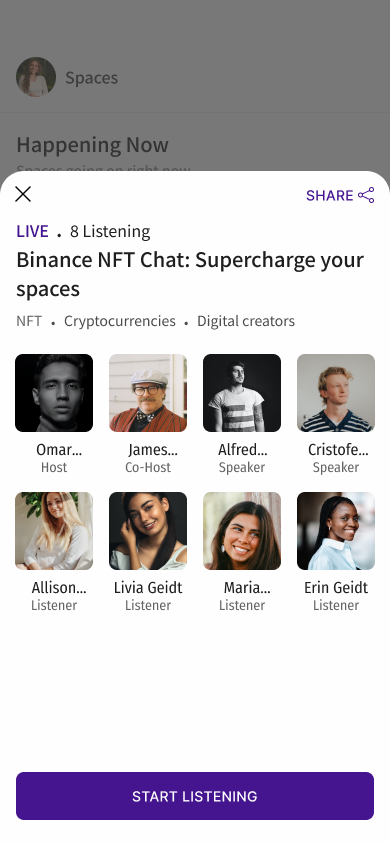 Spaces
Happening Now
Spaces going on right now
SHARE
LIVE . 8 Listening
Binance NFT Chat: Supercharge your
spaces
NFT • Cryptocurrencies • Digital creators
Omar... James... Alfred... Cristofe...
Host Co-Host Speaker Speaker
Allison... Livia Geidt Maria... Erin Geidt
Listener Listener Listener Listener
START LISTENING